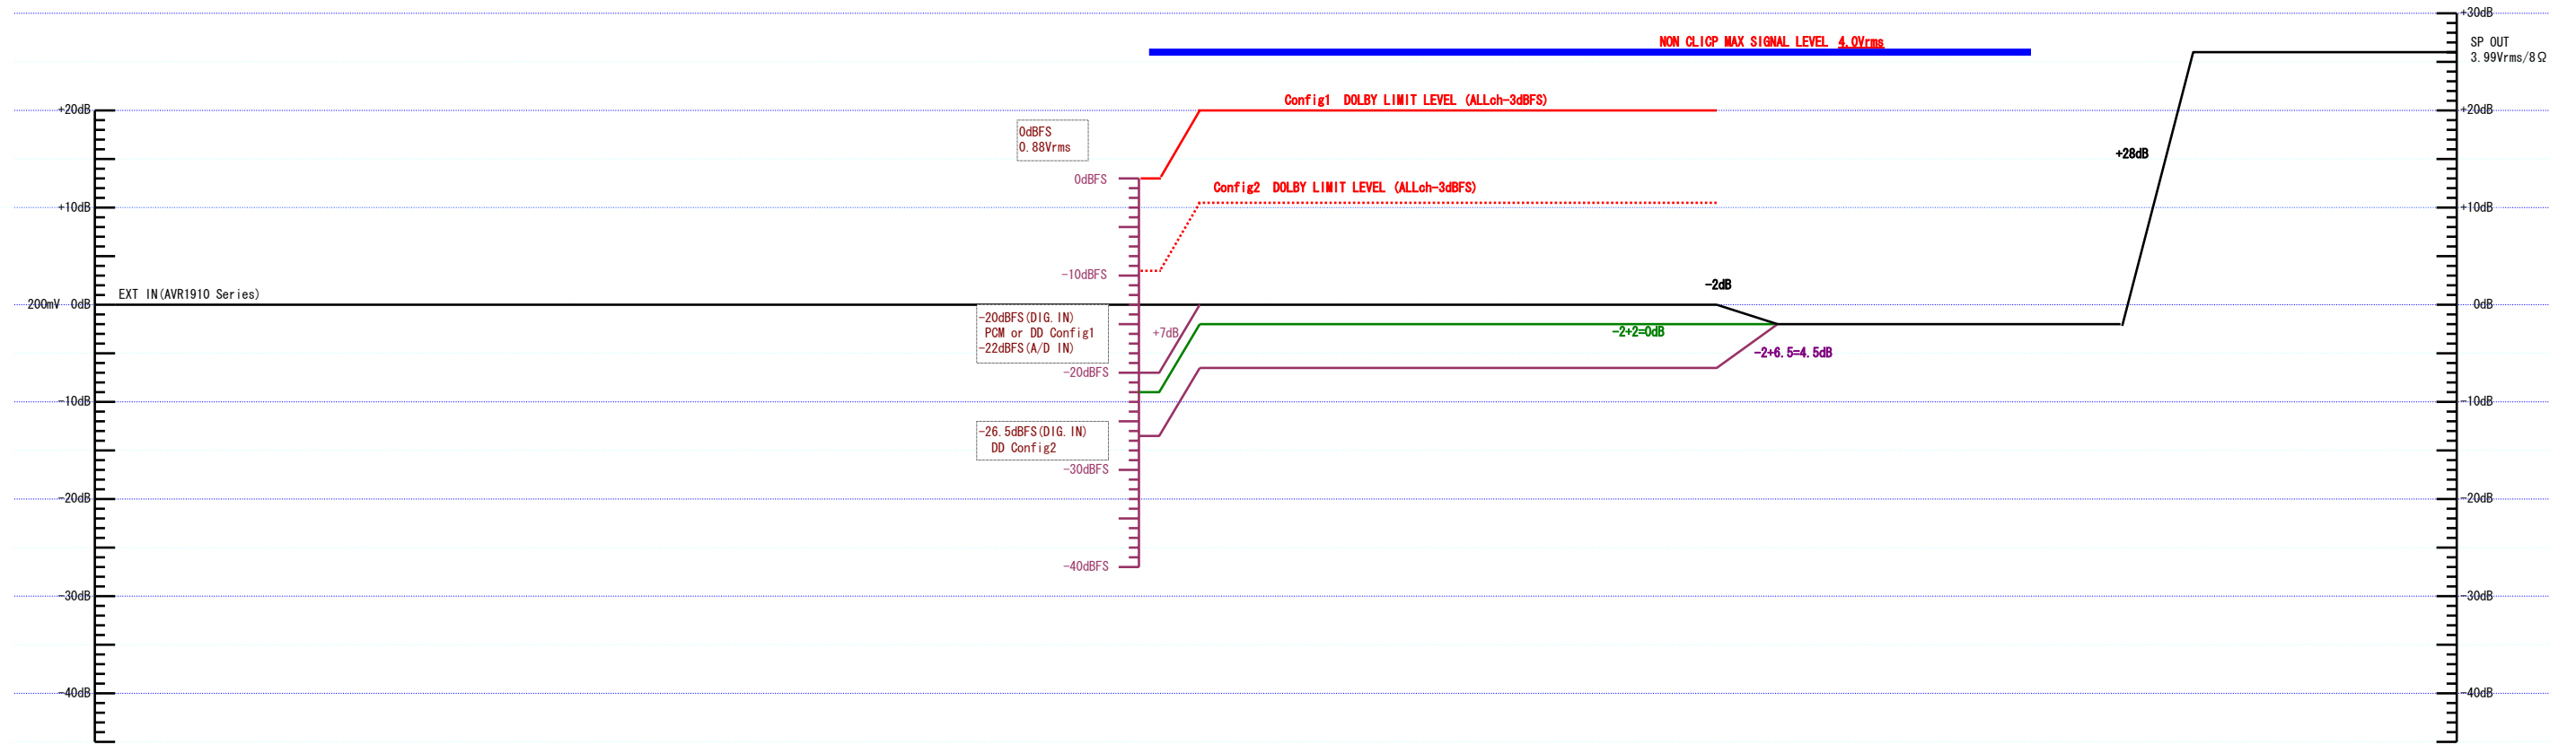 +30dB
NON CLICP MAX SIGNAL LEVEL 4.0Vrms
SP OUT
3.99Vrms/8Ω
+20dB
Config1 DOLBY LIMIT LEVEL (ALLch-3dBFS)
+20dB
0dBFS
0.88Vrms
+28dB
0dBFS
Config2 DOLBY LIMIT LEVEL (ALLch-3dBFS)
+10dB
+10dB
-10dBFS
-2dB
EXT IN(AVR1910 Series)
200mV 0dB
0dB
-20dBFS(DIG.IN)
PCM or DD Config1
-22dBFS(A/D IN)
+7dB
-2+2=0dB
-2+6.5=4.5dB
-20dBFS
-10dB
-10dB
-26.5dBFS(DIG.IN)
DD Config2
-30dBFS
-20dB
-20dB
-40dBFS
-30dB
-30dB
-40dB
-40dB